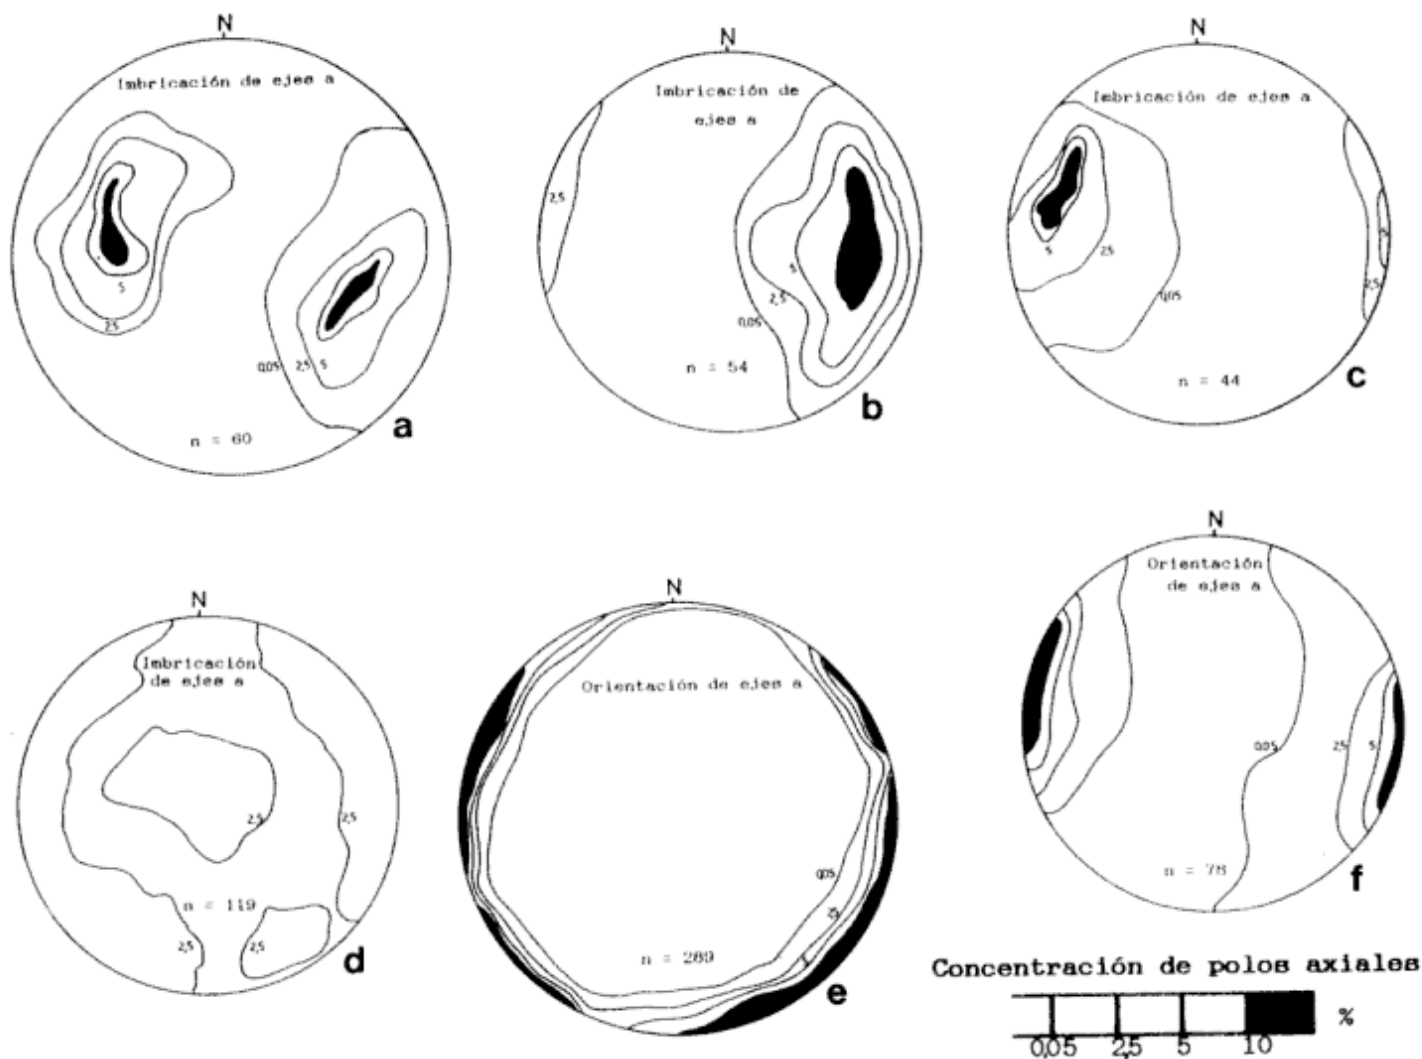 N
Imbricación de ejes a
5
2,5
0,05
2,5
5
n = 60
a
N
Imbricación de
ejes a
2,5
5
2,5
0,05
n = 54
b
N
Imbricación de ejes a
5
2,5
0,05
5
2,5
n = 44
c
N
Imbricación
de ejes a
2,5
2,5
n = 119
2,5
2,5
d
N
Orientación de ejes a
0,05
2,5
n = 289
e
N
Orientación
de ejes a
0,05
2,5
5
n = 78
f
Concentración de polos axiales
%
0,05 2,5 5 10